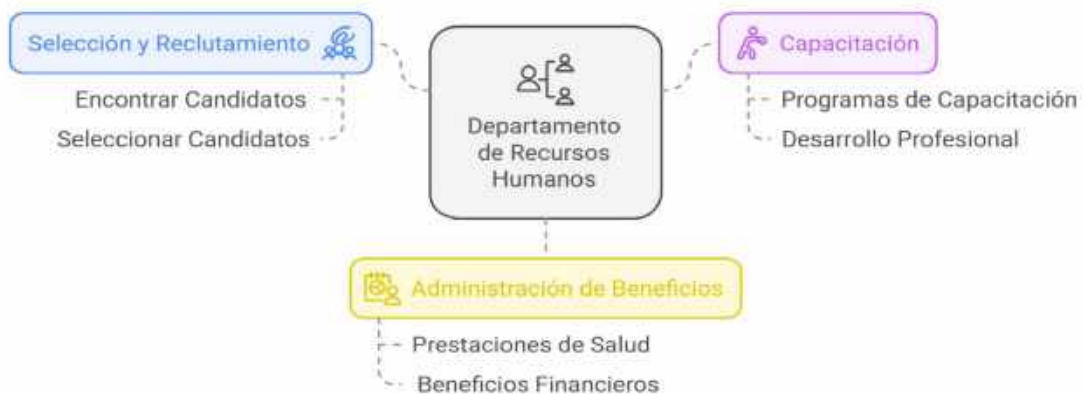 Selección y Reclutamiento
Encontrar Candidatos
Seleccionar Candidatos
Departamento
de Recursos
Humanos
Capacitación
Programas de Capacitación
Desarrollo Profesional
Administración de Beneficios
Prestaciones de Salud
Beneficios Financieros